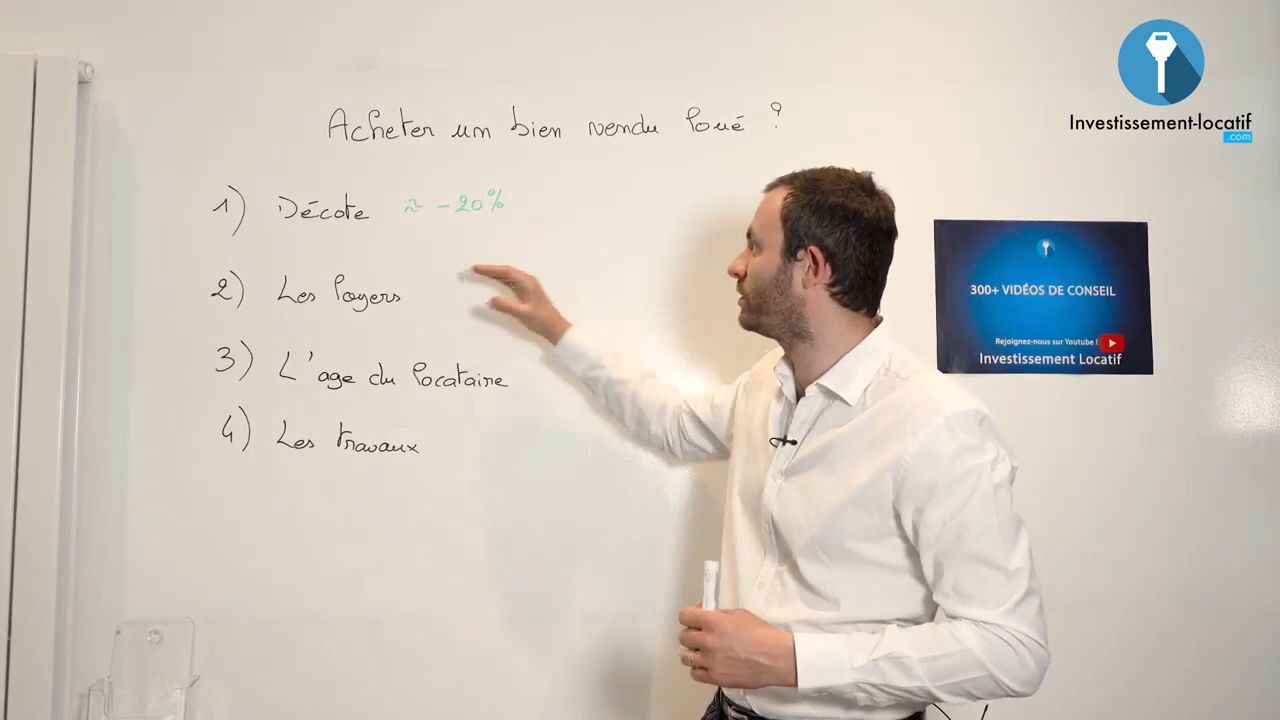 Acheter un bien vendu loué ?
1) Décote ≈ -20%
2) Les loyers
3) L'age du locataire
4) Les travaux
Investissement-locatif
.com
300+ VIDÉOS DE CONSEIL
Rejoignez-nous sur Youtube !
Investissement Locatif